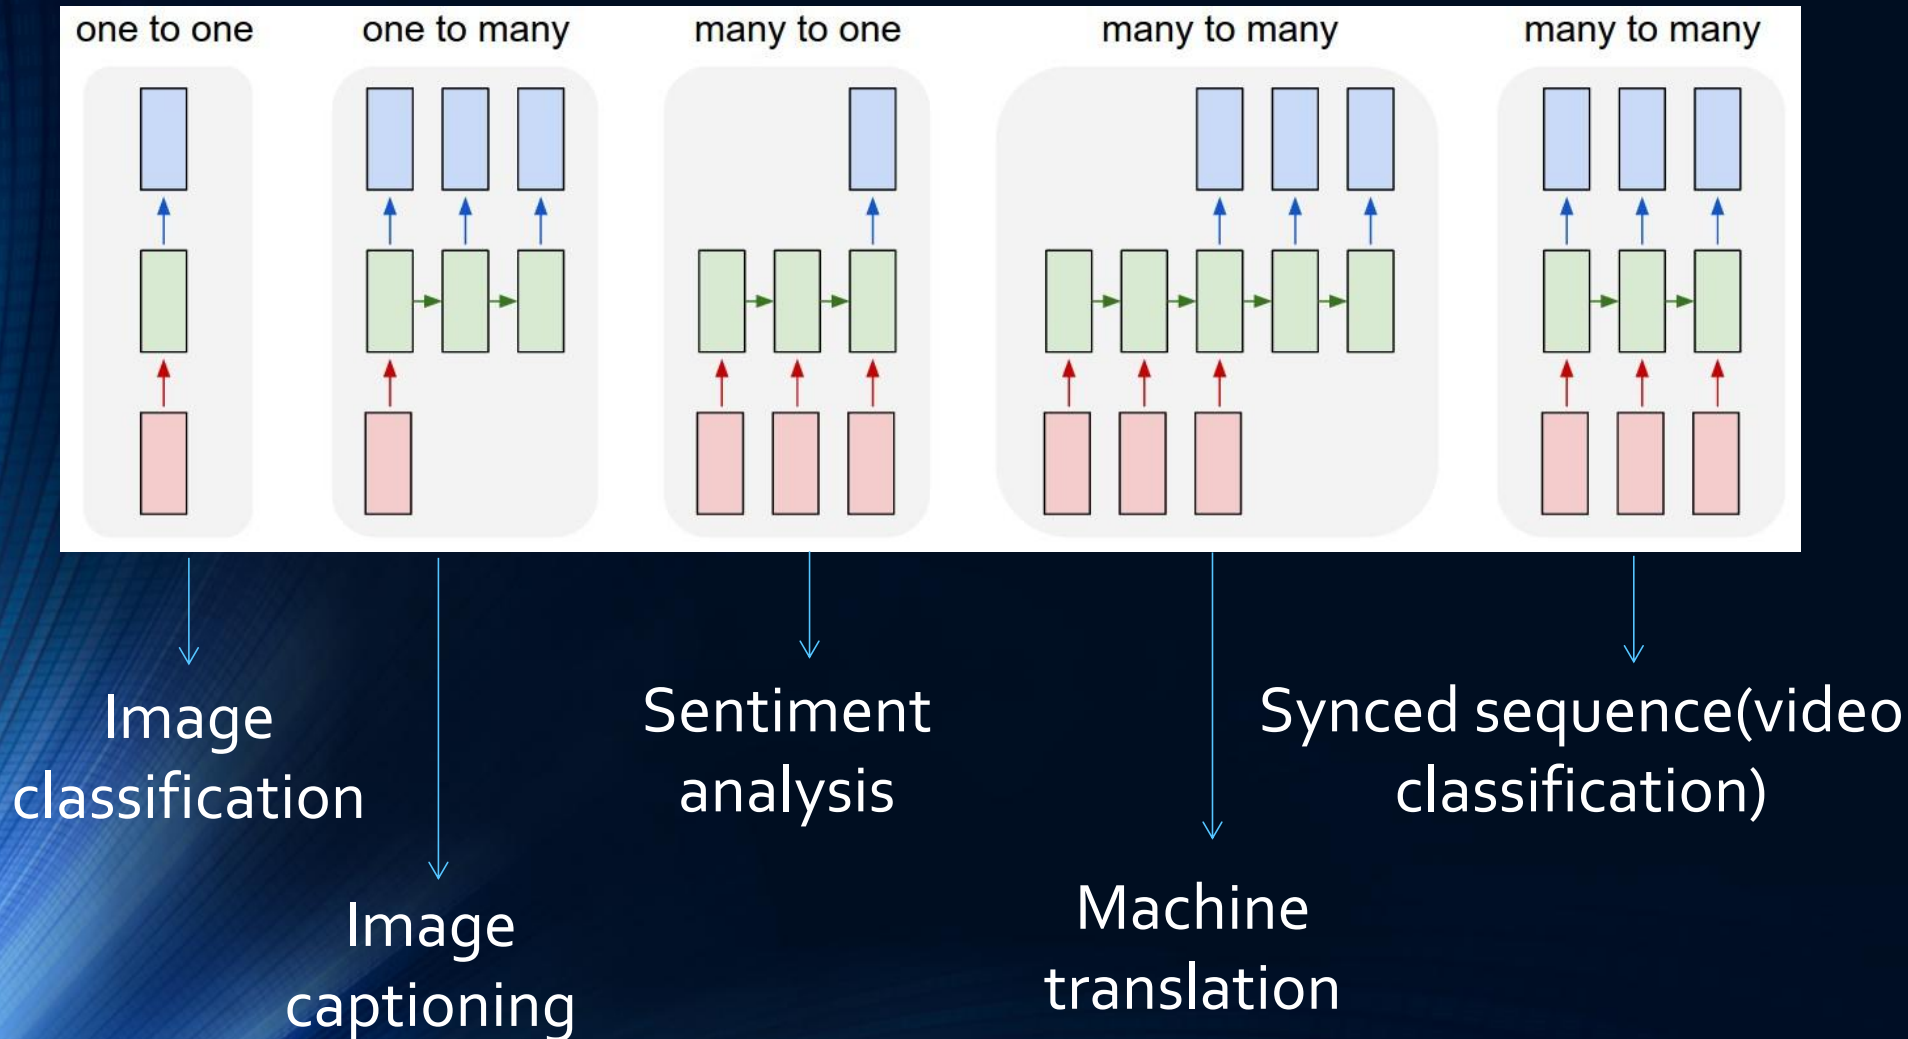 one to one
one to many
many to one
many to many
many to many
Image
classification
Image
captioning
Sentiment
analysis
Machine
translation
Synced sequence(video
classification)